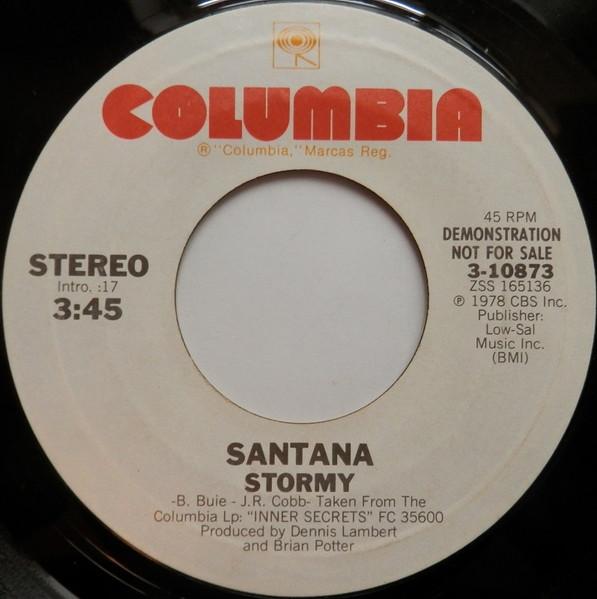 COLUMBIA
®"Columbia," Marcas Reg.
STEREO
Intro. :17
3:45
45 RPM
DEMONSTRATION
NOT FOR SALE
3-10873
ZSS 165136
℗ 1978 CBS Inc.
Publisher:
Low-Sal
Music Inc.
(BMI)
SANTANA
STORMY
-B. Buie - J.R. Cobb- Taken From The
Columbia Lp: "INNER SECRETS" FC 35600
Produced by Dennis Lambert
and Brian Potter